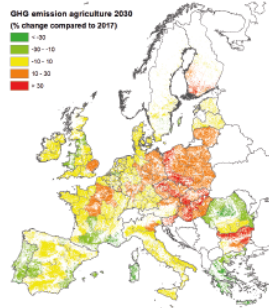 GHG emission agriculture 2030
(% change compared to 2017)
< -30
-30 - -10
-10 - 10
10 - 30
> 30